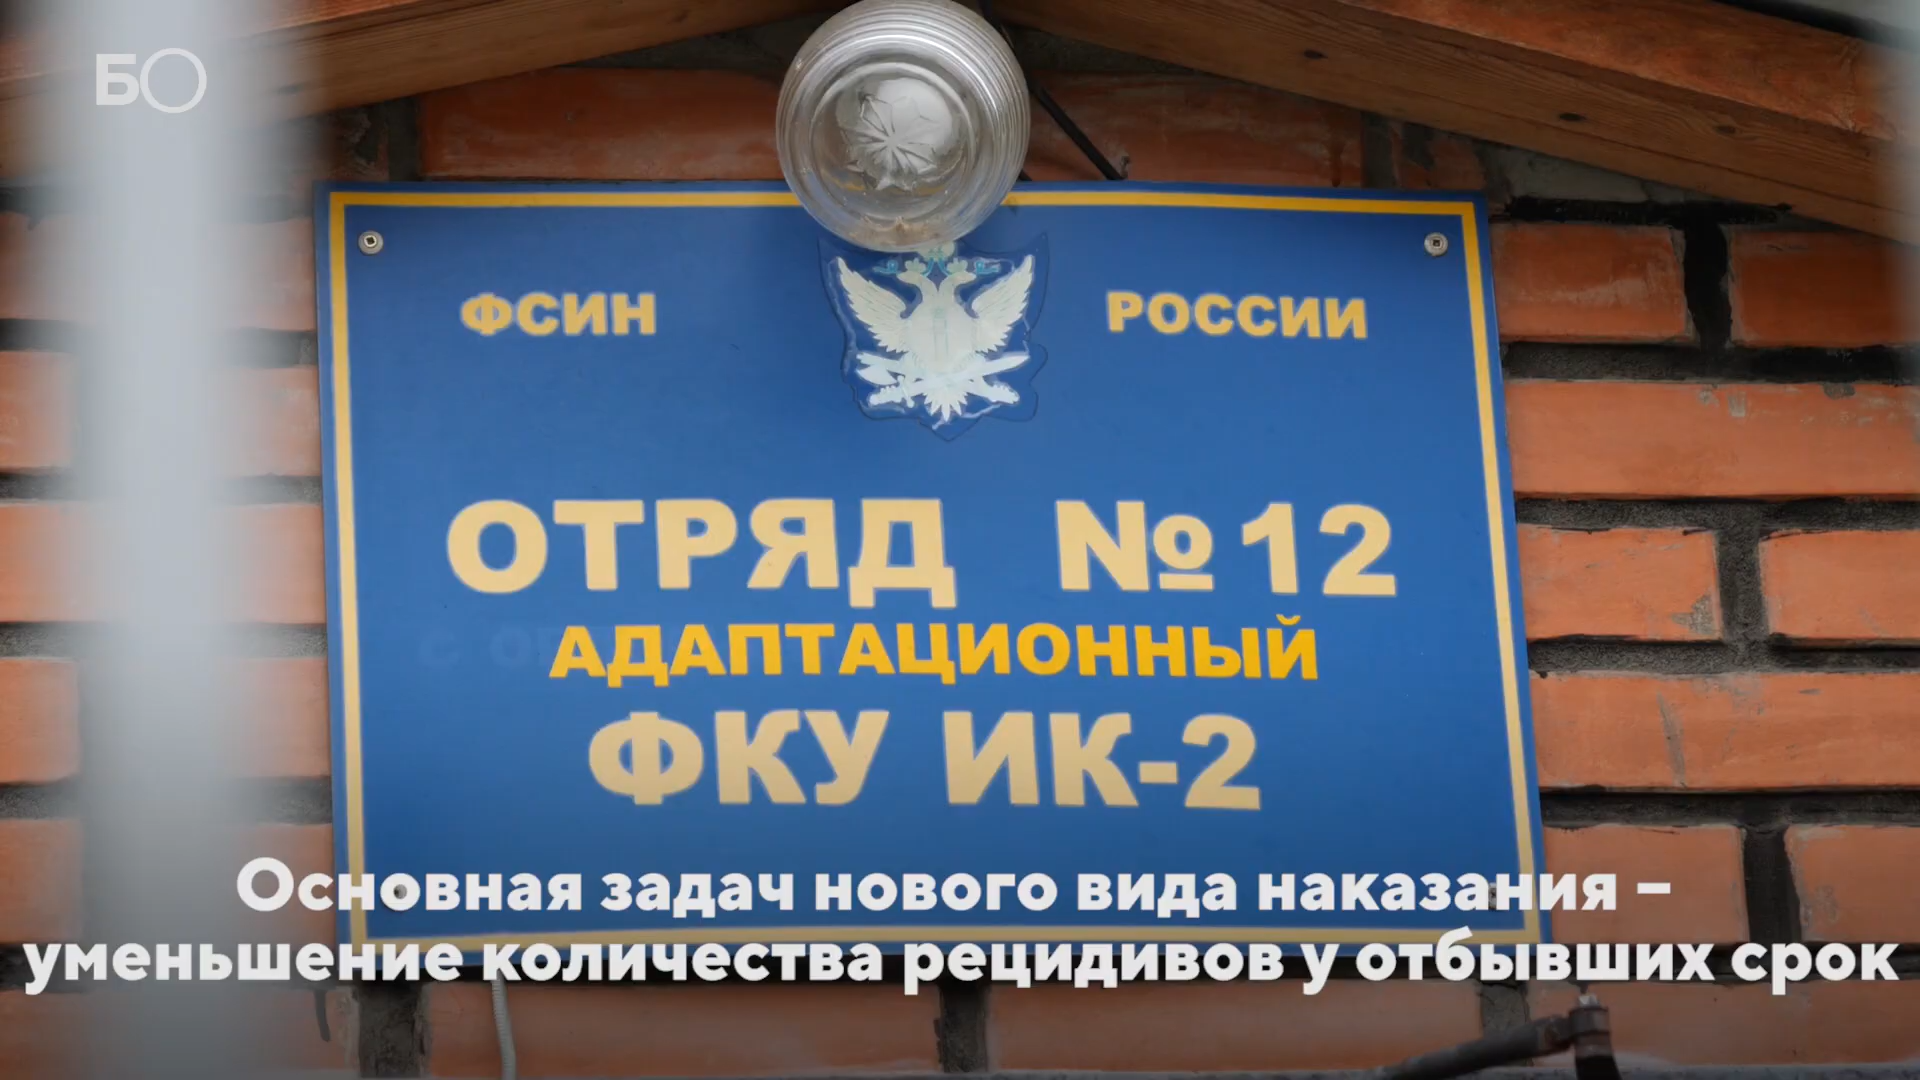 БО
ФСИН РОССИИ
ОТРЯД №12
АДАПТАЦИОННЫЙ
ФКУ ИК-2
Основная задач нового вида наказания –
уменьшение количества рецидивов у отбывших срок